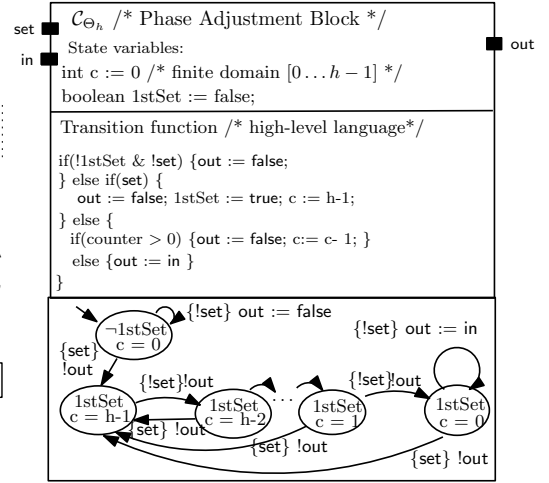 C_Θh /* Phase Adjustment Block */
set
State variables:
out
in
int c := 0 /* finite domain [0 . . . h − 1] */
boolean 1stSet := false;
Transition function /* high-level language*/
if(!1stSet & !set) {out := false;
} else if(set) {
out := false; 1stSet := true; c := h-1;
} else {
if(counter > 0) {out := false; c:= c- 1; }
else {out := in }
}
{!set} out := false
¬1stSet
c = 0
{!set} out := in
{set}
!out
{!set}!out
. . .
{!set}!out
1stSet
c = h-1
1stSet
c = h-2
1stSet
c = 1
1stSet
c = 0
{set} !out
{set} !out
{set} !out